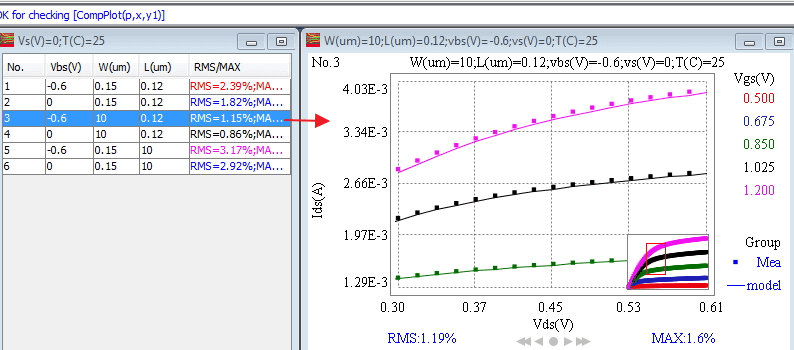 OK for checking [CompPlot(p,x,y1)]
Vs(V)=0;T(C)=25
No. Vbs(V) W(um) L(um) RMS/MAX
1 -0.6 0.15 0.12 RMS=2.39%;MA...
2 0 0.15 0.12 RMS=1.82%;MA...
3 -0.6 10 0.12 RMS=1.15%;MA...
4 0 10 0.12 RMS=0.86%;MA...
5 -0.6 0.15 10 RMS=3.17%;MA...
6 0 0.15 10 RMS=2.92%;MA...
W(um)=10;L(um)=0.12;vbs(V)=-0.6;vs(V)=0;T(C)=25
No.3 W(um)=10;L(um)=0.12;vbs(V)=-0.6;vs(V)=0;T(C)=25
Vgs(V)
0.500
0.675
0.850
1.025
1.200
Group
Mea
model
4.03E-3
3.34E-3
2.66E-3
1.97E-3
1.29E-3
Ids(A)
0.30 0.37 0.45 0.53 0.61
Vds(V)
RMS:1.19% MAX:1.6%